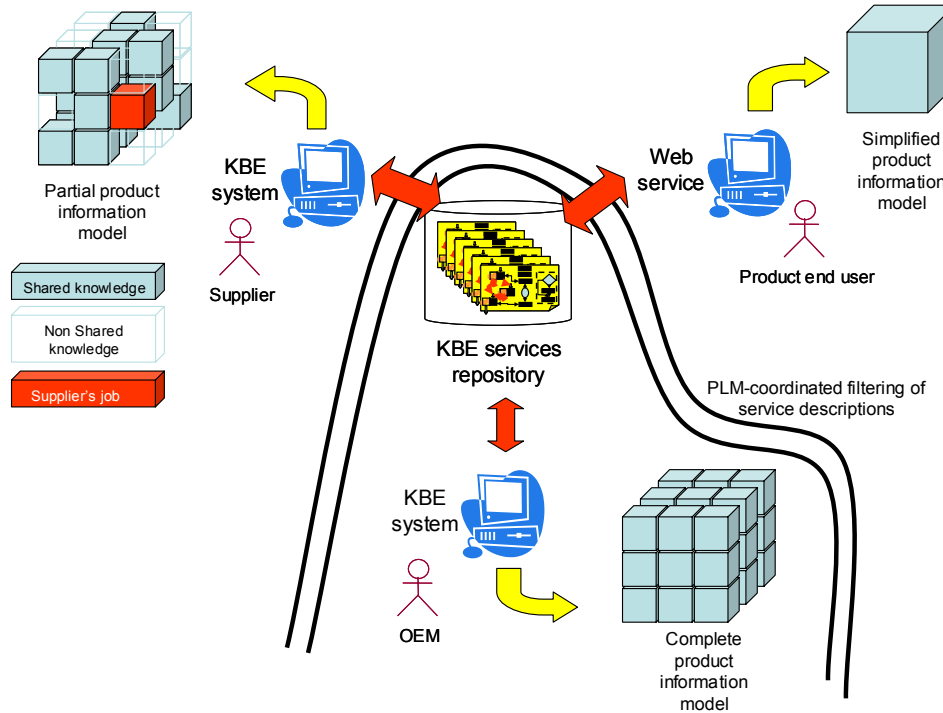 Partial product
information
model
KBE
system
Supplier
Shared knowledge
Non Shared
knowledge
Supplier's job
Web
service
Product end user
Simplified
product
information
model
KBE services
repository
PLM-coordinated filtering of
service descriptions
KBE
system
OEM
Complete
product
information
model